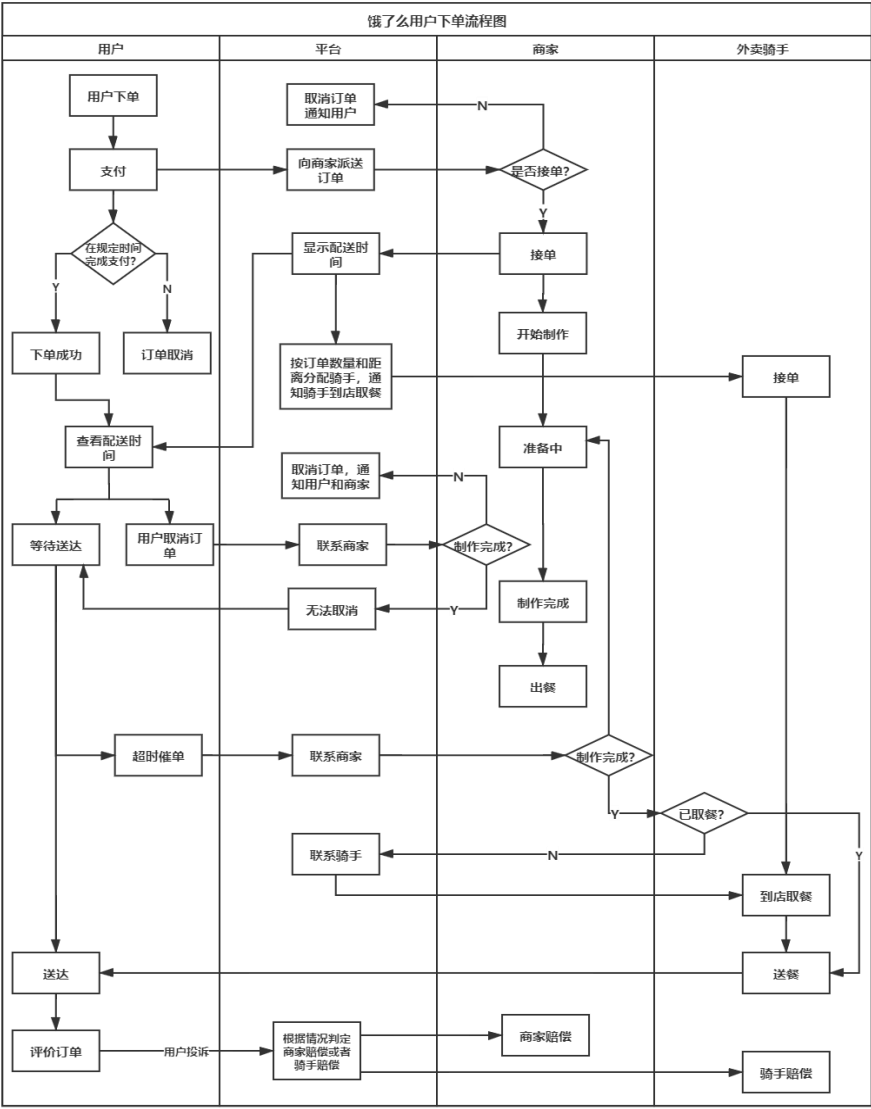 饿了么用户下单流程图
用户
平台
商家
外卖骑手
用户下单
取消订单
通知用户
N
支付
向商家派送
订单
是否接单?
Y
在规定时间
完成支付?
Y
N
显示配送时
间
接单
下单成功
订单取消
开始制作
按订单数量和距
离分配骑手，通
知骑手到店取餐
接单
查看配送时
间
准备中
取消订单，通
知用户和商家
N
等待送达
用户取消订
单
联系商家
制作完成?
无法取消
Y
制作完成
出餐
超时催单
联系商家
制作完成?
Y
已取餐?
Y
联系骑手
N
到店取餐
送达
送餐
评价订单
用户投诉
根据情况判定
商家赔偿或者
骑手赔偿
商家赔偿
骑手赔偿